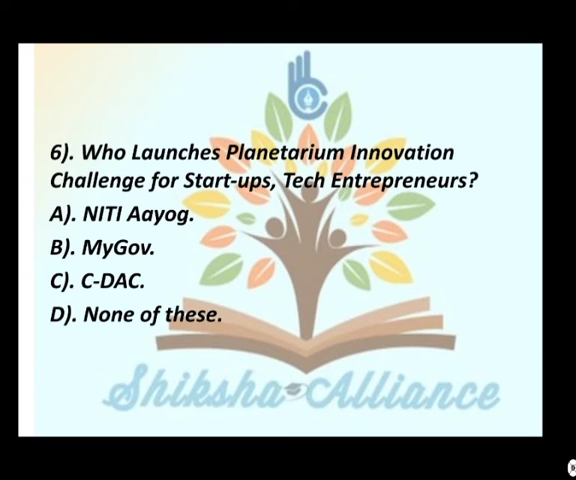 6). Who Launches Planetarium Innovation
Challenge for Start-ups, Tech Entrepreneurs?
A). NITI Aayog.
B). MyGov.
C). C-DAC.
D). None of these.
Shiksha Alliance